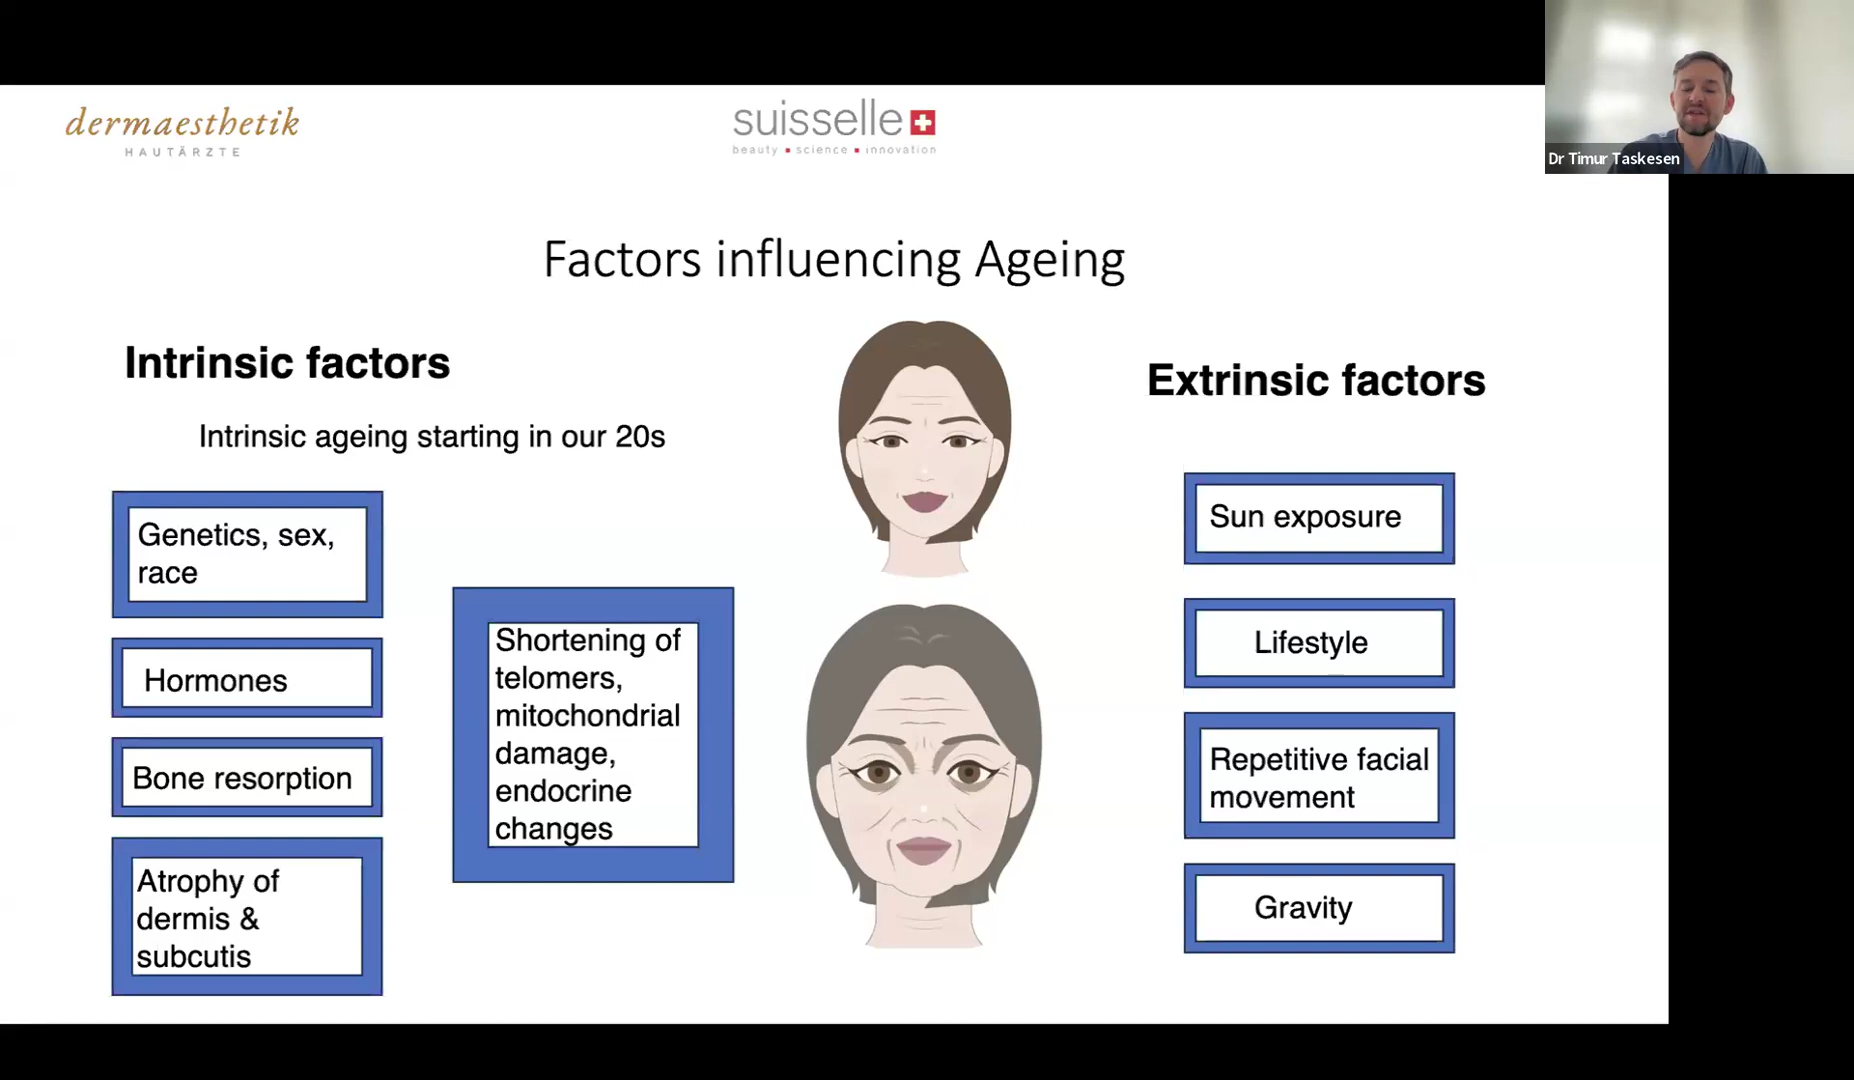 dermaesthetik
HAUTÄRZTE
suisselle
beauty ▪ science ▪ innovation
Dr Timur Taskesen
Factors influencing Ageing
Intrinsic factors
Intrinsic ageing starting in our 20s
Genetics, sex,
race
Hormones
Bone resorption
Atrophy of
dermis &
subcutis
Shortening of
telomers,
mitochondrial
damage,
endocrine
changes
Extrinsic factors
Sun exposure
Lifestyle
Repetitive facial
movement
Gravity